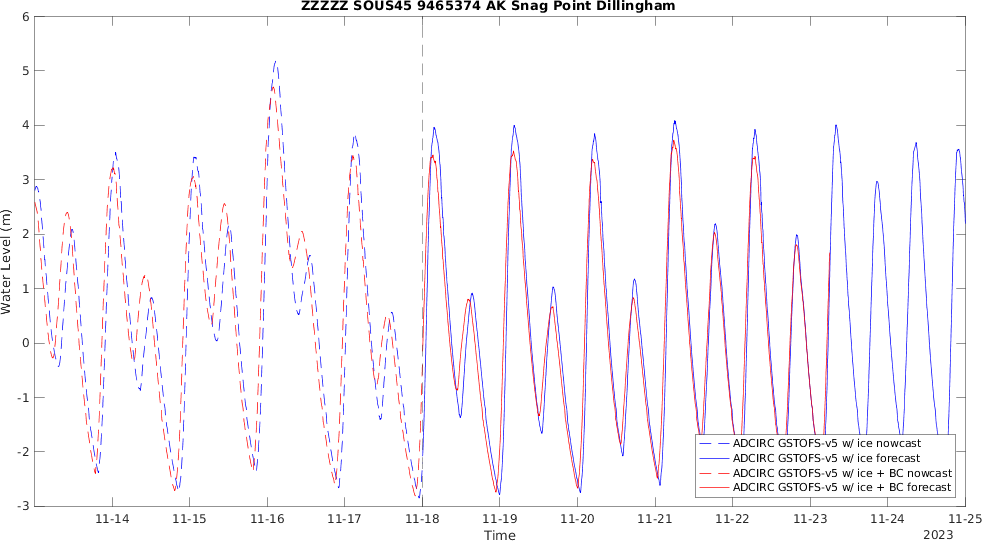 ZZZZZ SOUS45 9465374 AK Snag Point Dillingham
6
5
4
3
2
1
0
-1
-2
-3
Water Level (m)
11-14 11-15 11-16 11-17 11-18 11-19 11-20 11-21 11-22 11-23 11-24 11-25
Time
2023
ADCIRC GSTOFS-v5 w/ ice nowcast
ADCIRC GSTOFS-v5 w/ ice forecast
ADCIRC GSTOFS-v5 w/ ice + BC nowcast
ADCIRC GSTOFS-v5 w/ ice + BC forecast